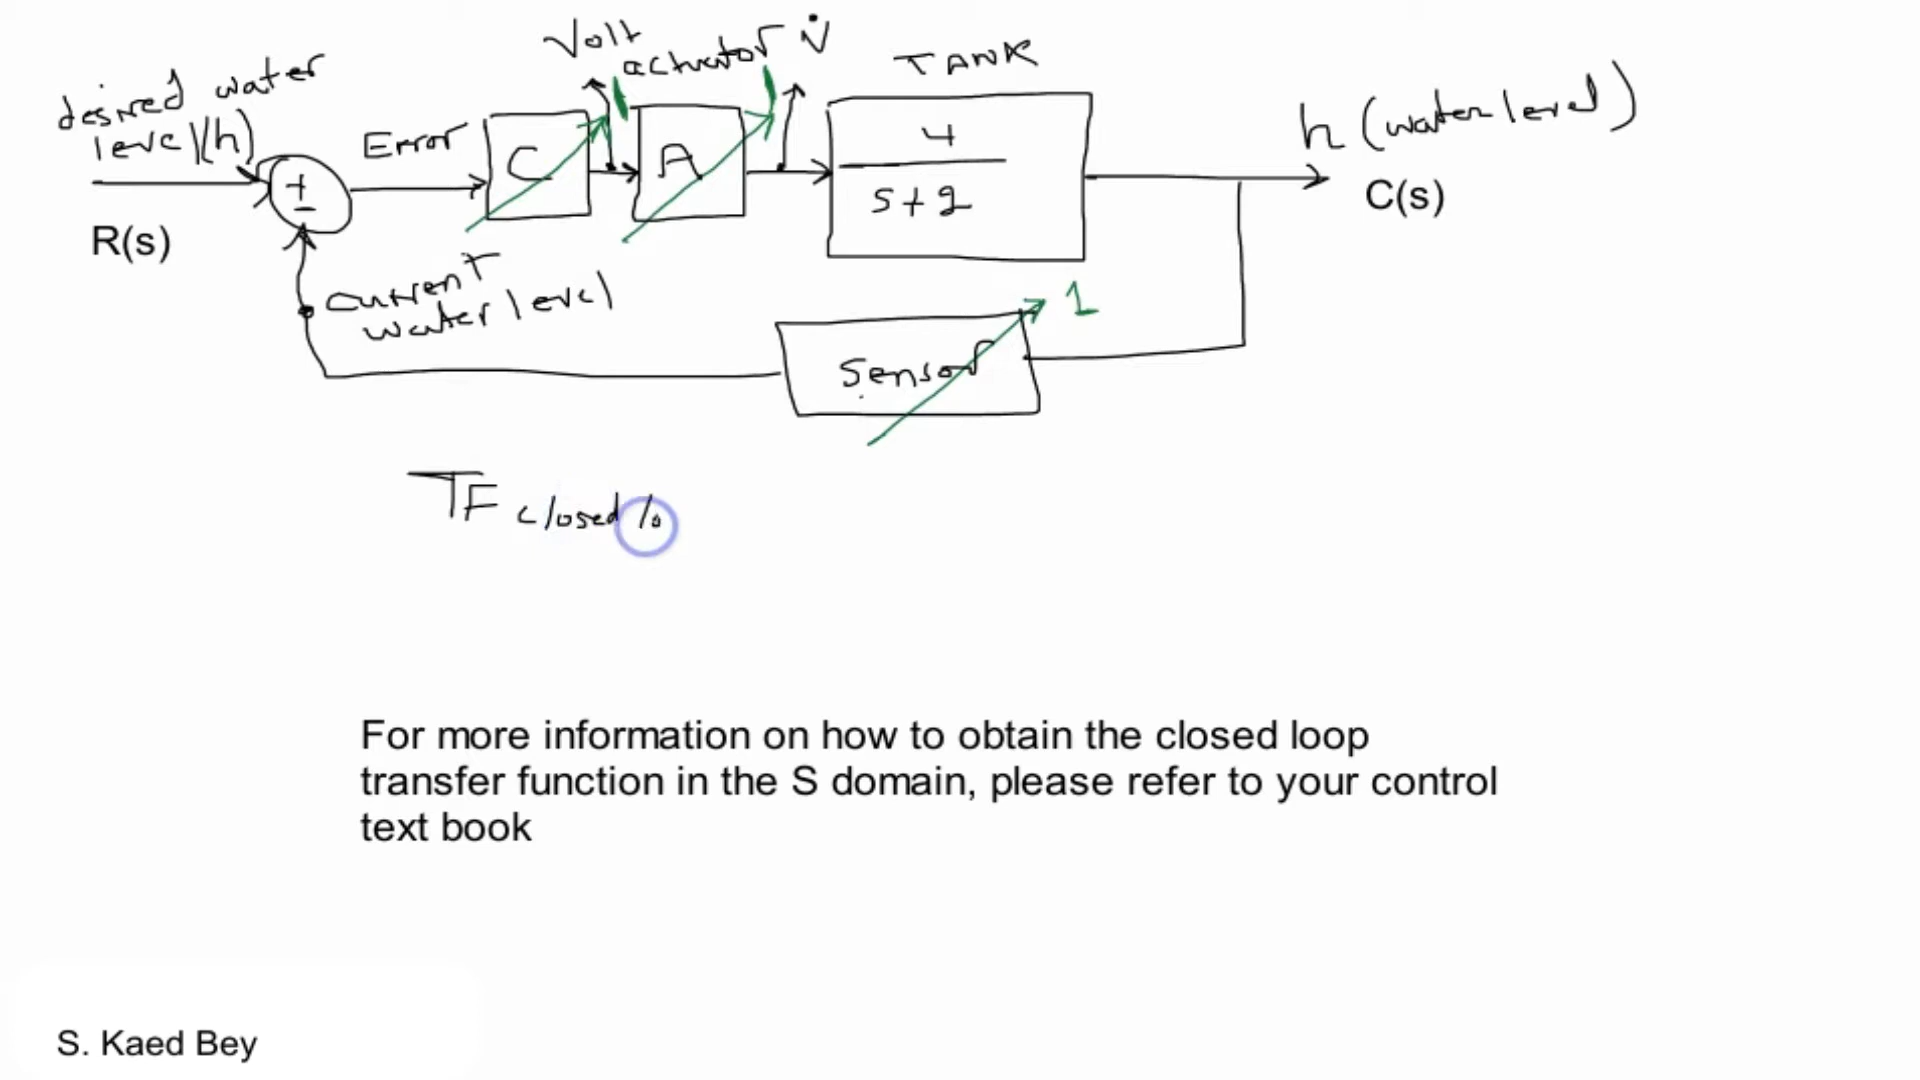 Volt
actuator V̇
TANK
desired water
level(h)
Error
C
A
4
s+2
h (water level)
C(s)
R(s)
+
−
current
water level
1
Sensor
TF closed lo
For more information on how to obtain the closed loop
transfer function in the S domain, please refer to your control
text book
S. Kaed Bey